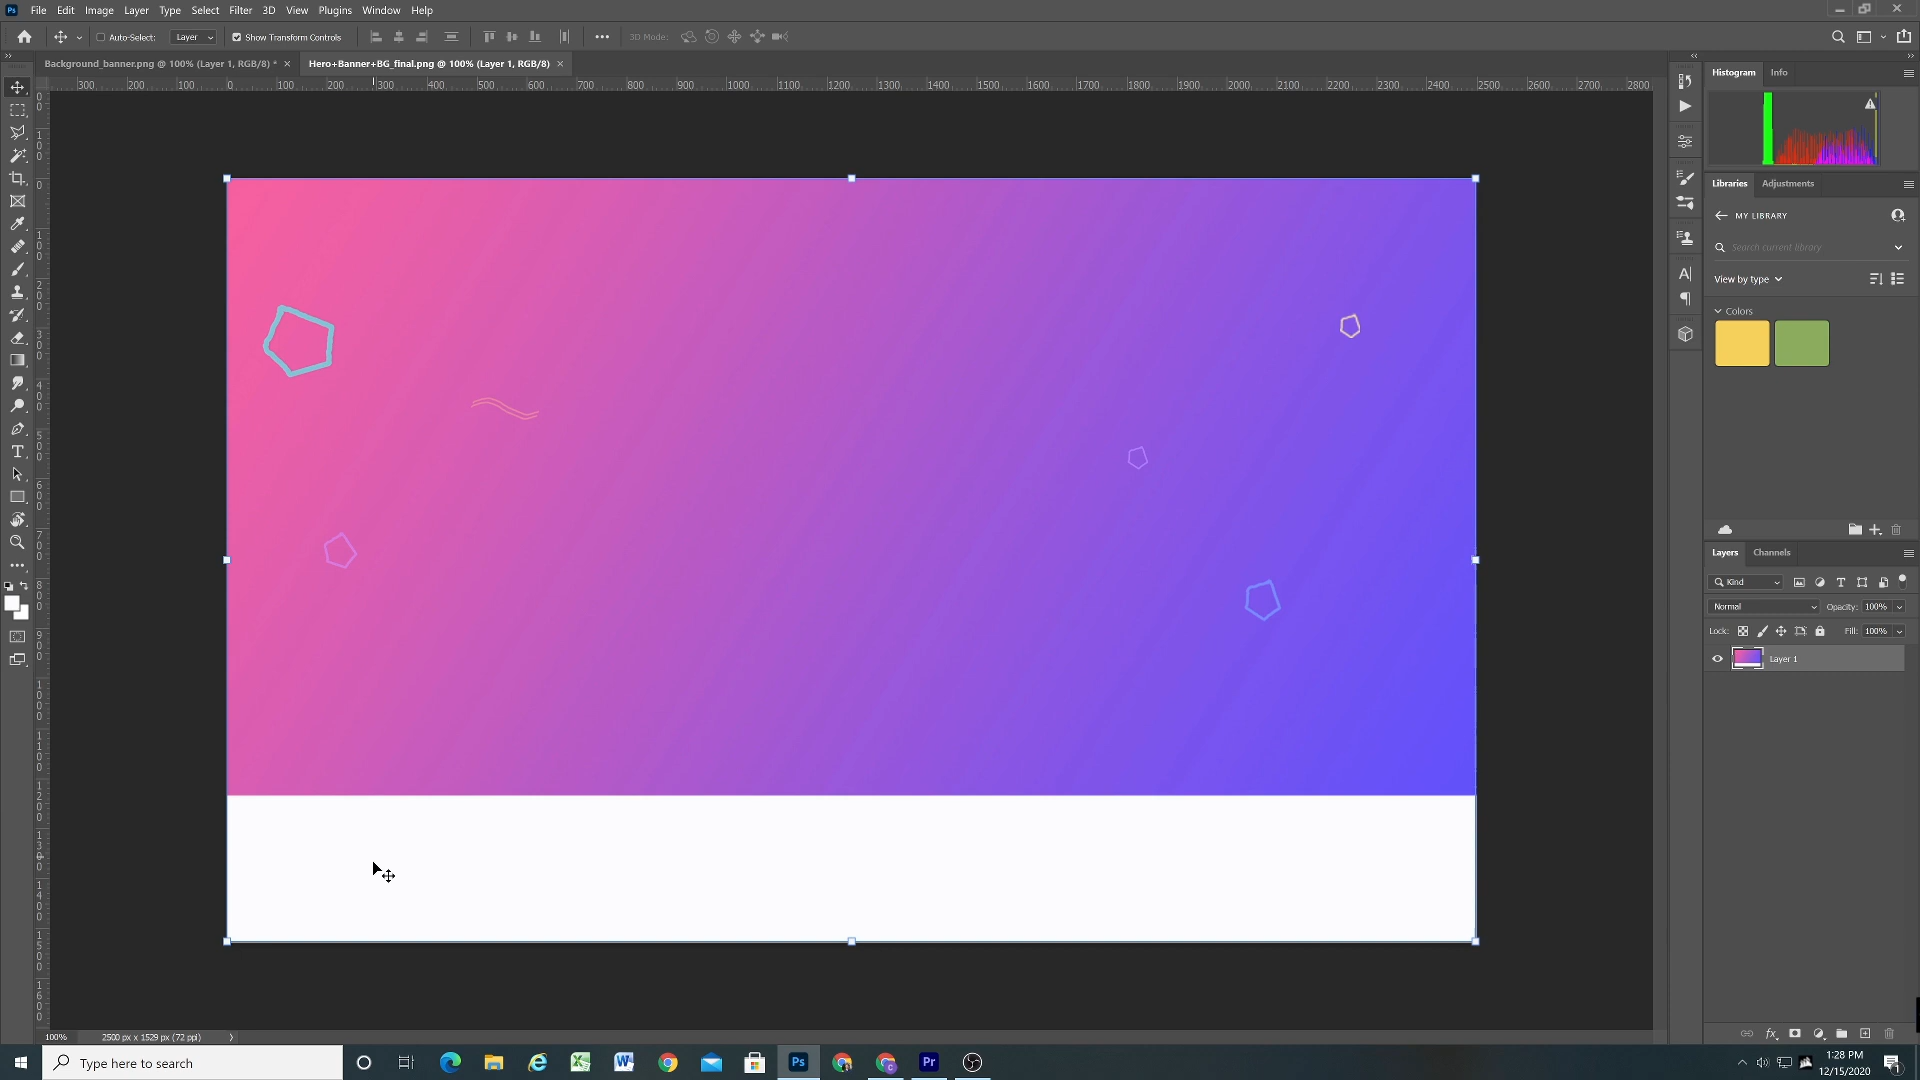 Ps File Edit Image Layer Type Select Filter 3D View Plugins Window Help
Auto-Select: Layer Show Transform Controls 3D Mode:
Background_banner.png @ 100% (Layer 1, RGB/8) * Hero+Banner+BG_final.png @ 100% (Layer 1, RGB/8)
300 200 100 0 100 200 300 400 500 600 700 800 900 1000 1100 1200 1300 1400 1500 1600 1700 1800 1900 2000 2100 2200 2300 2400 2500 2600 2700 2800
Histogram Info
Libraries Adjustments
MY LIBRARY
Search current library
View by type
Colors
Layers Channels
Kind
Normal Opacity: 100%
Lock: Fill: 100%
Layer 1
100% 2500 px x 1529 px (72 ppi)
Type here to search
Ps
Pr
1:28 PM
12/15/2020